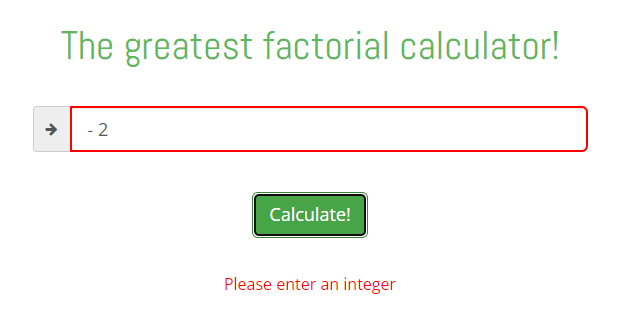 The greatest factorial calculator!
- 2
Calculate!
Please enter an integer